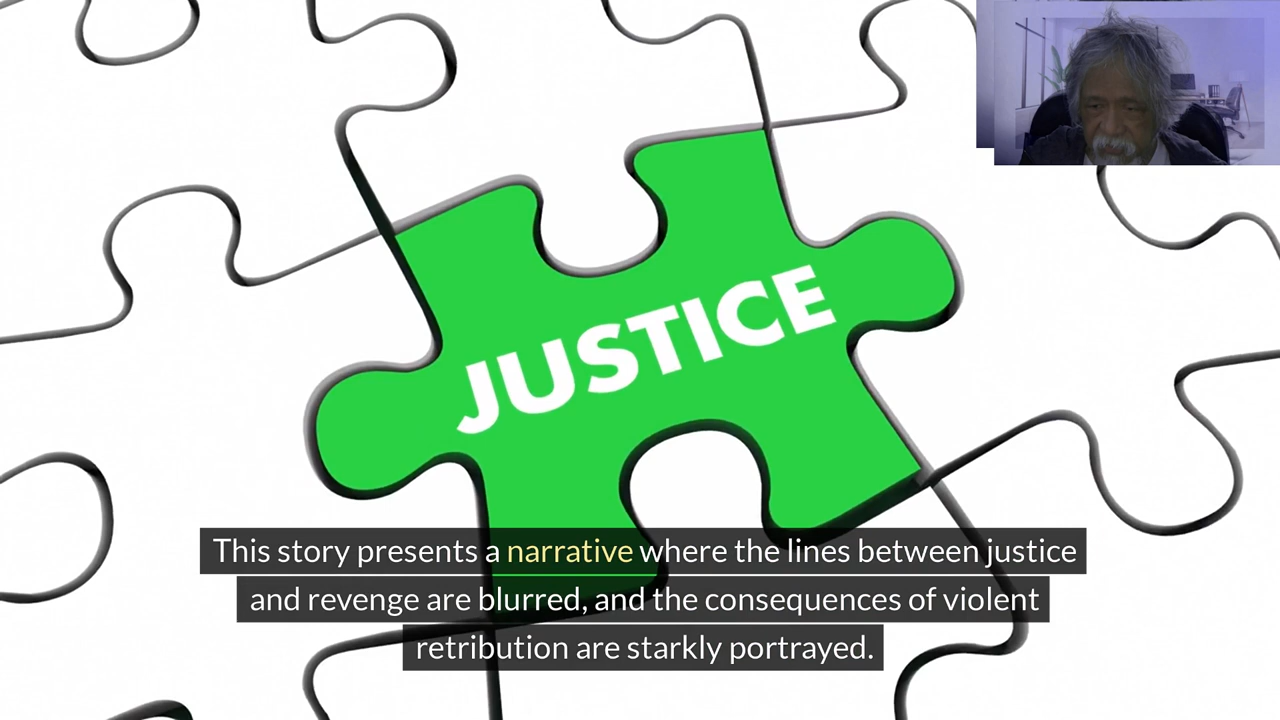 JUSTICE
This story presents a narrative where the lines between justice
and revenge are blurred, and the consequences of violent
retribution are starkly portrayed.